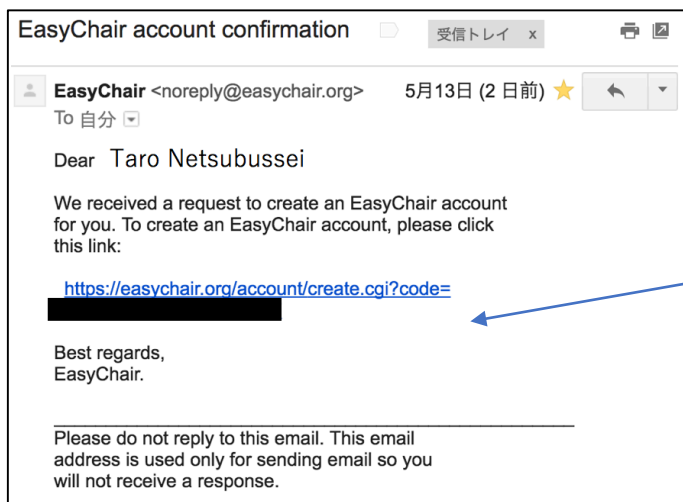 EasyChair account confirmation
受信トレイ x
EasyChair <noreply@easychair.org> 5月13日 (2 日前)
To 自分
Dear Taro Netsubussei
We received a request to create an EasyChair account
for you. To create an EasyChair account, please click
this link:
https://easychair.org/account/create.cgi?code=
Best regards,
EasyChair.
Please do not reply to this email. This email
address is used only for sending email so you
will not receive a response.